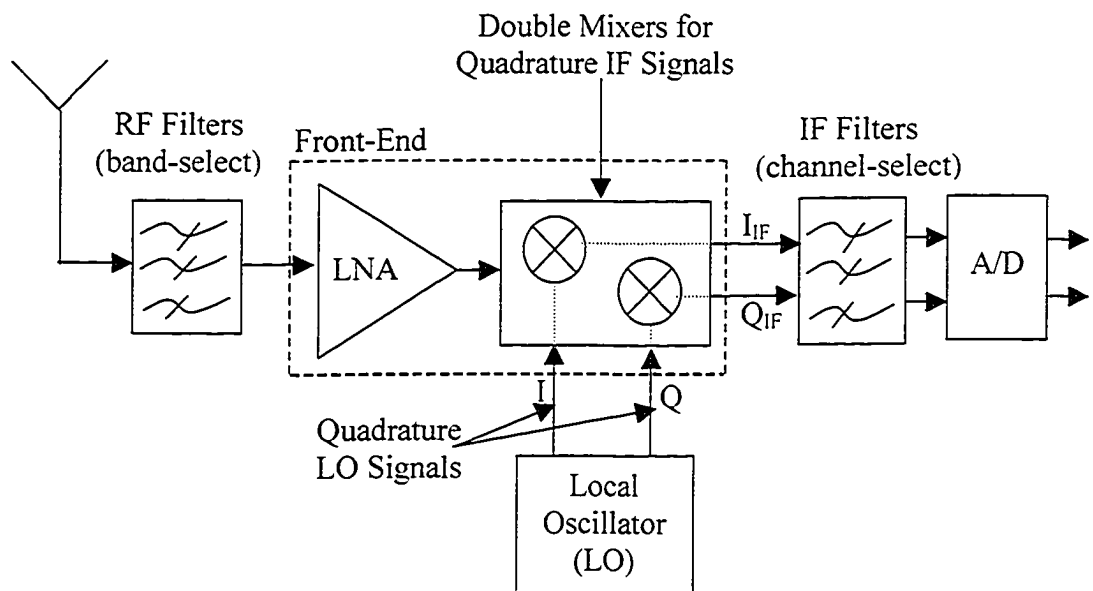 Double Mixers for
Quadrature IF Signals
RF Filters
(band-select)
Front-End
IF Filters
(channel-select)
LNA
I_IF
Q_IF
A/D
I
Q
Quadrature
LO Signals
Local
Oscillator
(LO)